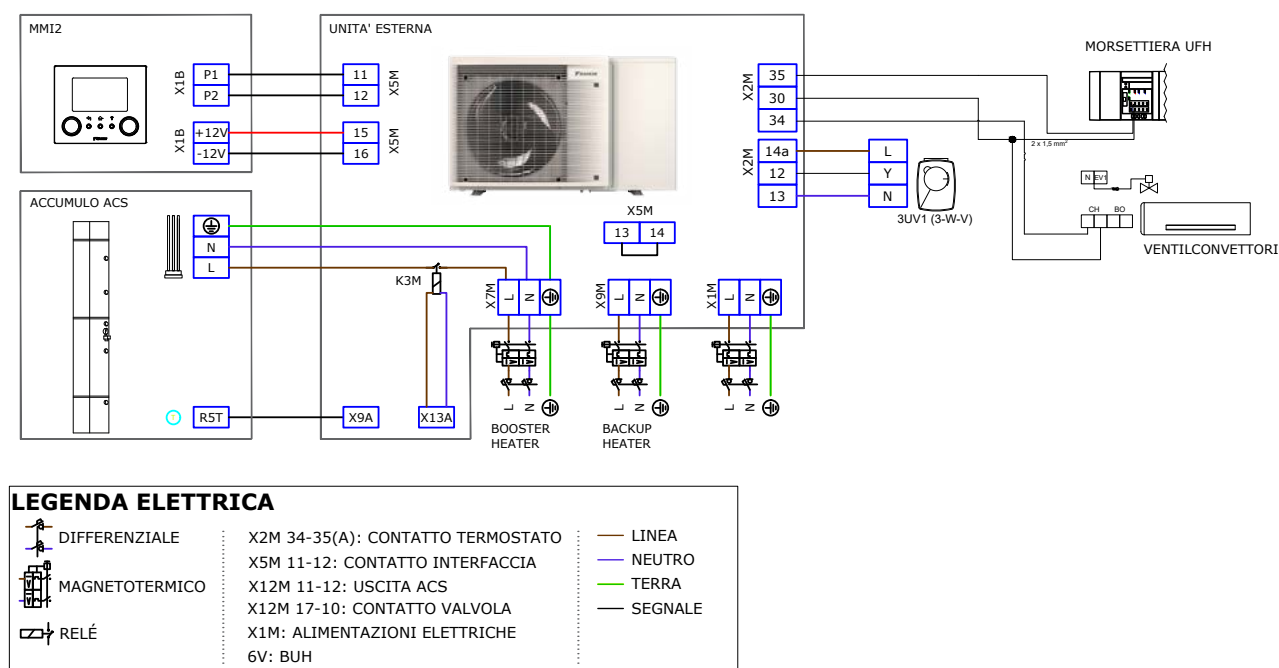 MMI2
X1B
P1
P2
X1B
+12V
-12V
UNITA' ESTERNA
11
12
X5M
15
16
X5M
DAIKIN
X2M
35
30
34
X2M
14a
12
13
L
Y
N
3UV1 (3-W-V)
MORSETTIERA UFH
2 x 1,5 mm²
N EV1
CH BO
VENTILCONVETTORI
ACCUMULO ACS
N
L
R5T
X9A
K3M
X13A
X5M
13 14
X7M
L N
X9M
L N
X1M
L N
L N
BOOSTER
HEATER
L N
BACKUP
HEATER
L N
LEGENDA ELETTRICA
DIFFERENZIALE
MAGNETOTERMICO
RELÉ
X2M 34-35(A): CONTATTO TERMOSTATO
X5M 11-12: CONTATTO INTERFACCIA
X12M 11-12: USCITA ACS
X12M 17-10: CONTATTO VALVOLA
X1M: ALIMENTAZIONI ELETTRICHE
6V: BUH
LINEA
NEUTRO
TERRA
SEGNALE